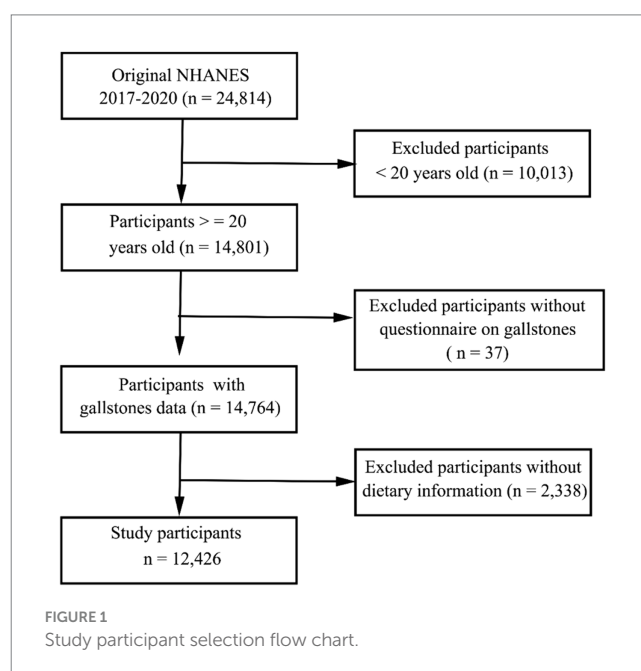 Original NHANES
2017-2020 (n = 24,814)
Excluded participants
< 20 years old (n = 10,013)
Participants > = 20
years old (n = 14,801)
Excluded participants without
questionnaire on gallstones
( n = 37)
Participants with
gallstones data (n = 14,764)
Excluded participants without
dietary information (n = 2,338)
Study participants
n = 12,426
FIGURE 1
Study participant selection flow chart.